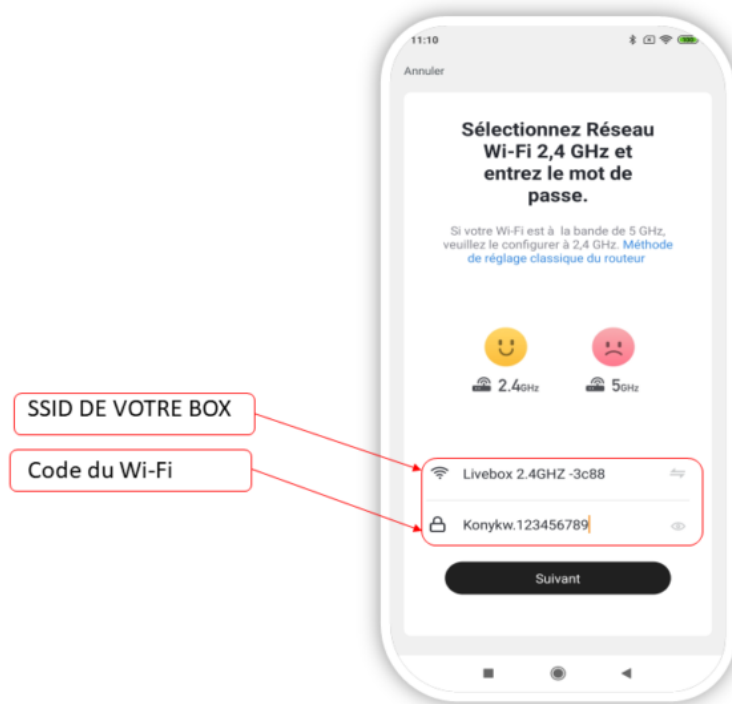 11:10
100
Annuler
Sélectionnez Réseau
Wi-Fi 2,4 GHz et
entrez le mot de
passe.
Si votre Wi-Fi est à la bande de 5 GHz,
veuillez le configurer à 2,4 GHz. Méthode
de réglage classique du routeur
2.4GHz
5GHz
SSID DE VOTRE BOX
Livebox 2.4GHZ -3c88
Code du Wi-Fi
Konykw.123456789
Suivant